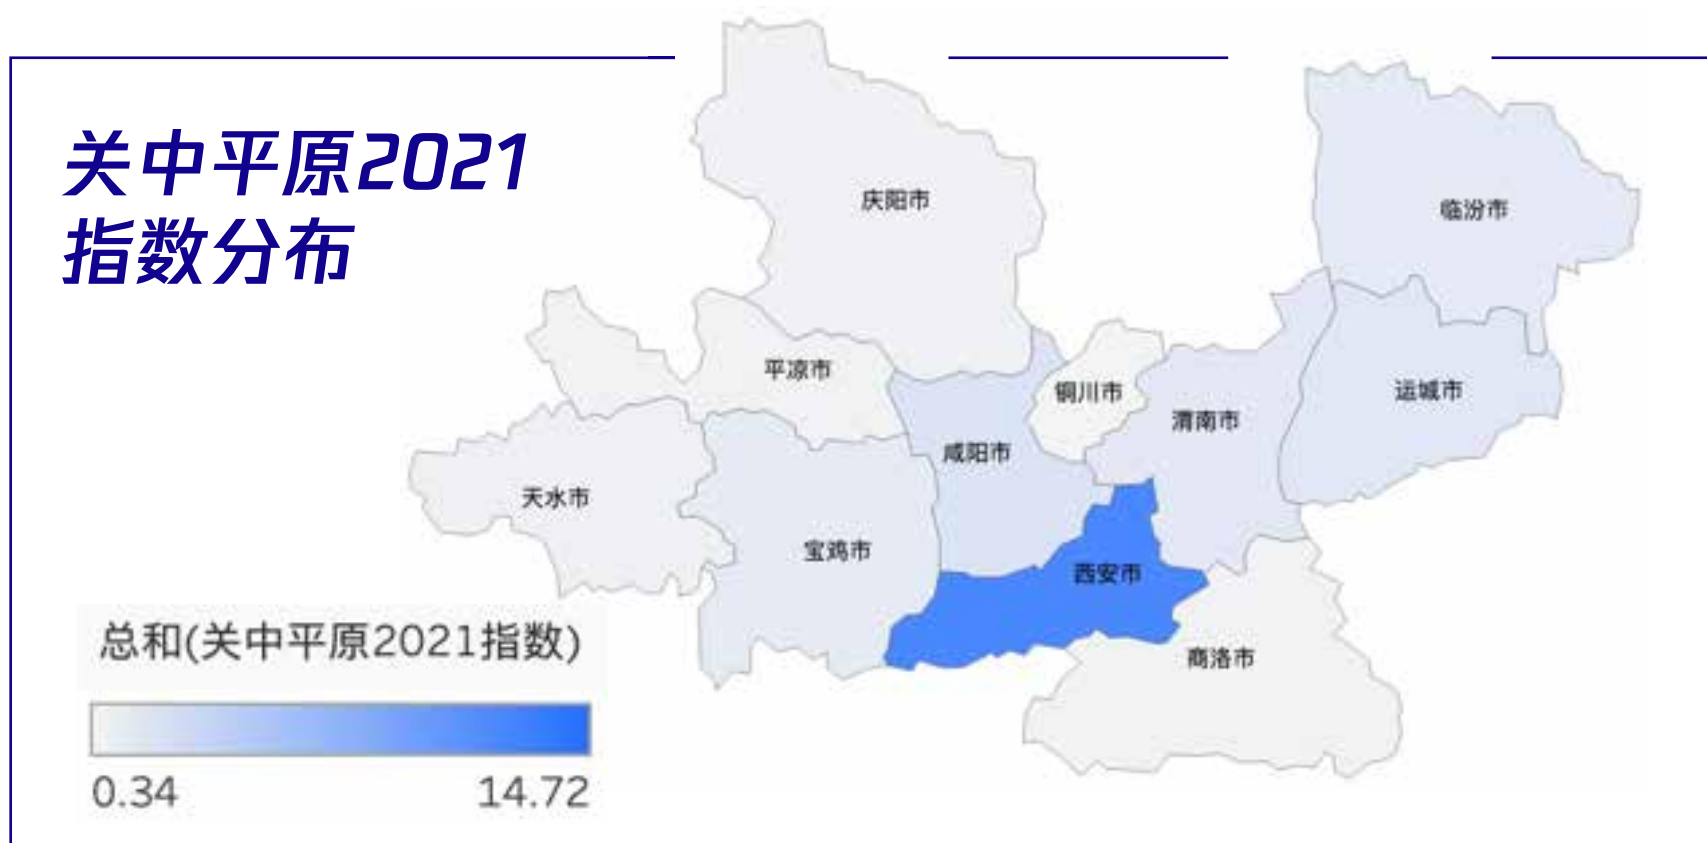 关中平原2021
指数分布
庆阳市
临汾市
平凉市
铜川市
运城市
渭南市
咸阳市
天水市
宝鸡市
西安市
商洛市
总和(关中平原2021指数)
0.34
14.72